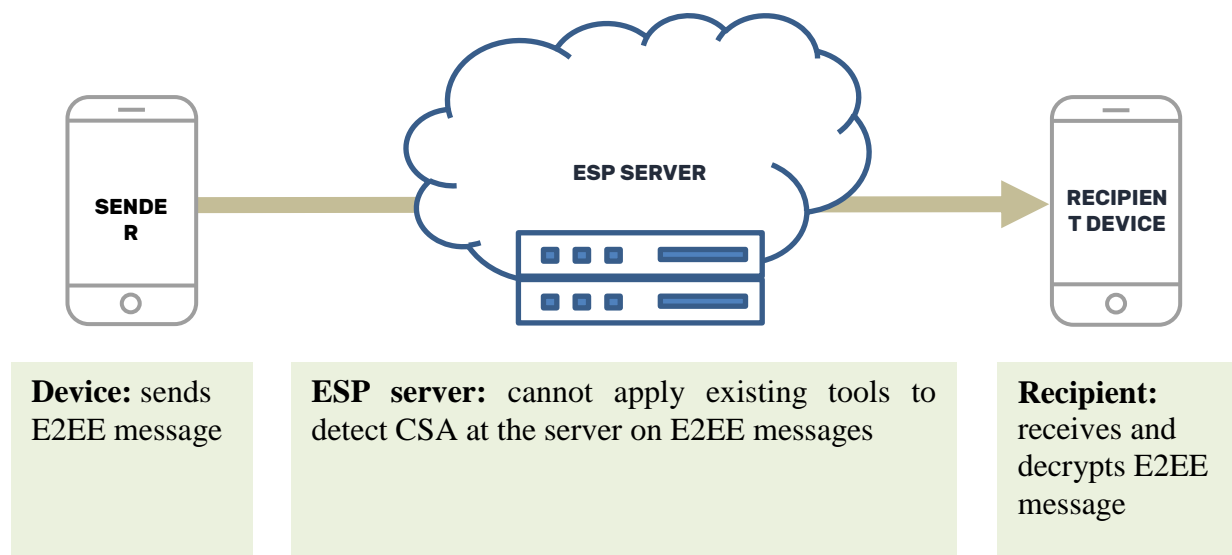 SENDE
R
ESP SERVER
RECIPIEN
T DEVICE
Device: sends
E2EE message
ESP server: cannot apply existing tools to
detect CSA at the server on E2EE messages
Recipient:
receives and
decrypts E2EE
message